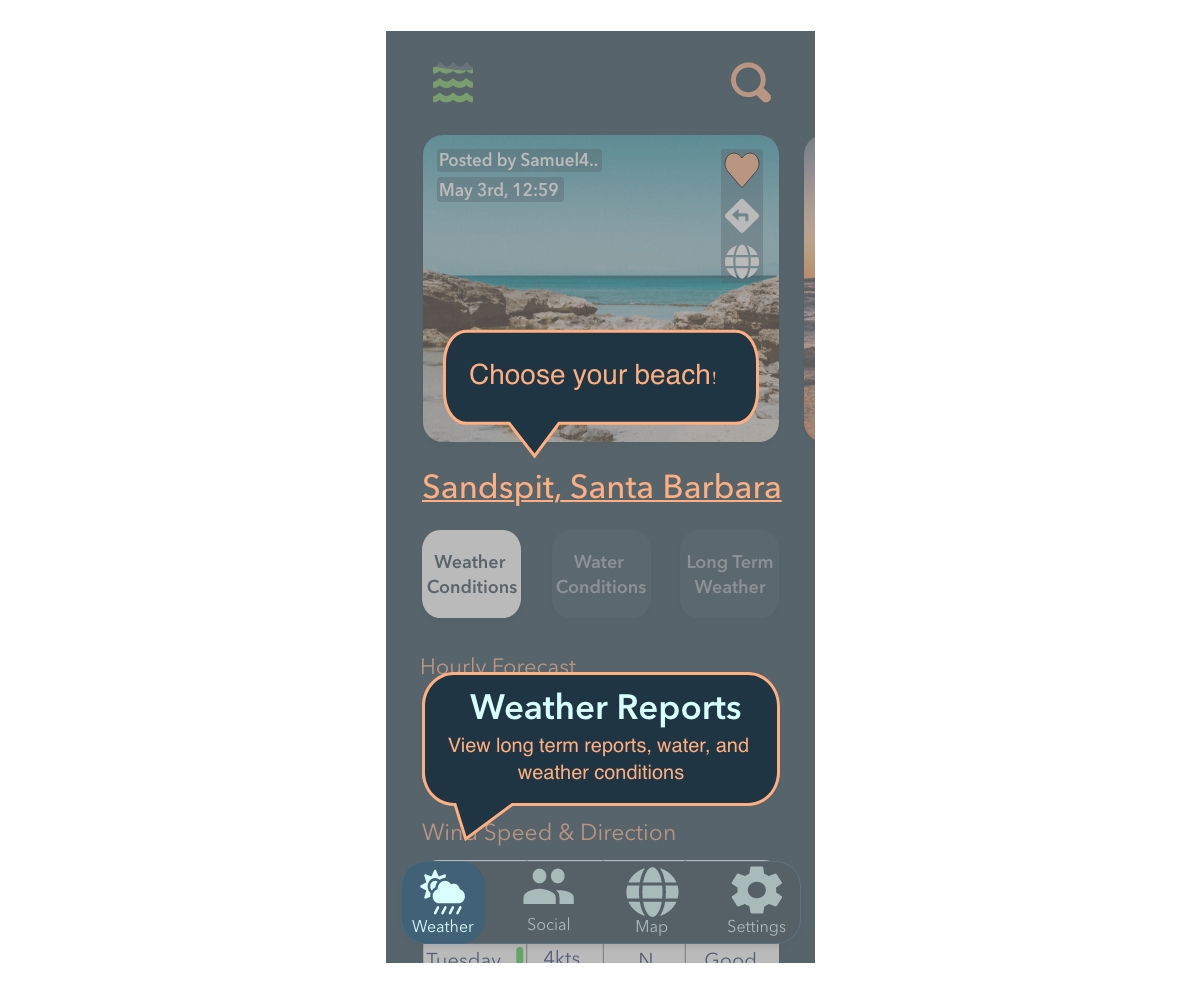 Posted by Samuel4..
May 3rd, 12:59
Choose your beach!
Sandspit, Santa Barbara
Weather
Conditions
Water
Conditions
Long Term
Weather
Hourly Forecast
Weather Reports
View long term reports, water, and
weather conditions
Wind Speed & Direction
Weather
Social
Map
Settings
Tuesday
4kts
N
Good